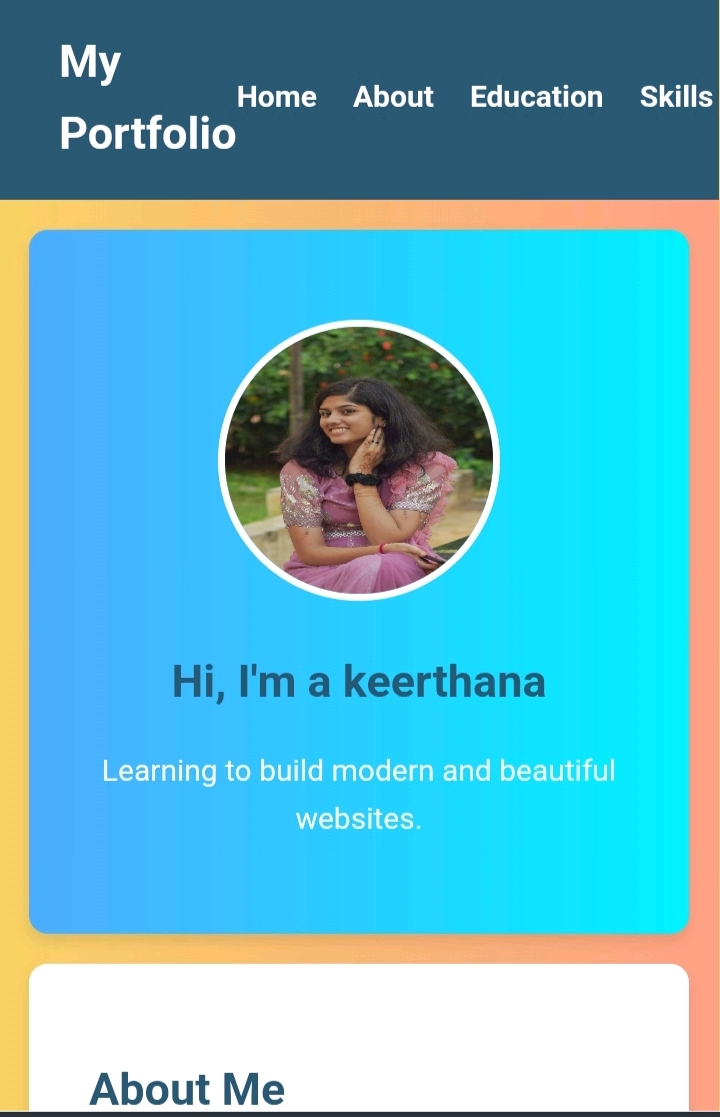 My
Portfolio
Home About Education Skills
Hi, I'm a keerthana
Learning to build modern and beautiful
websites.
About Me